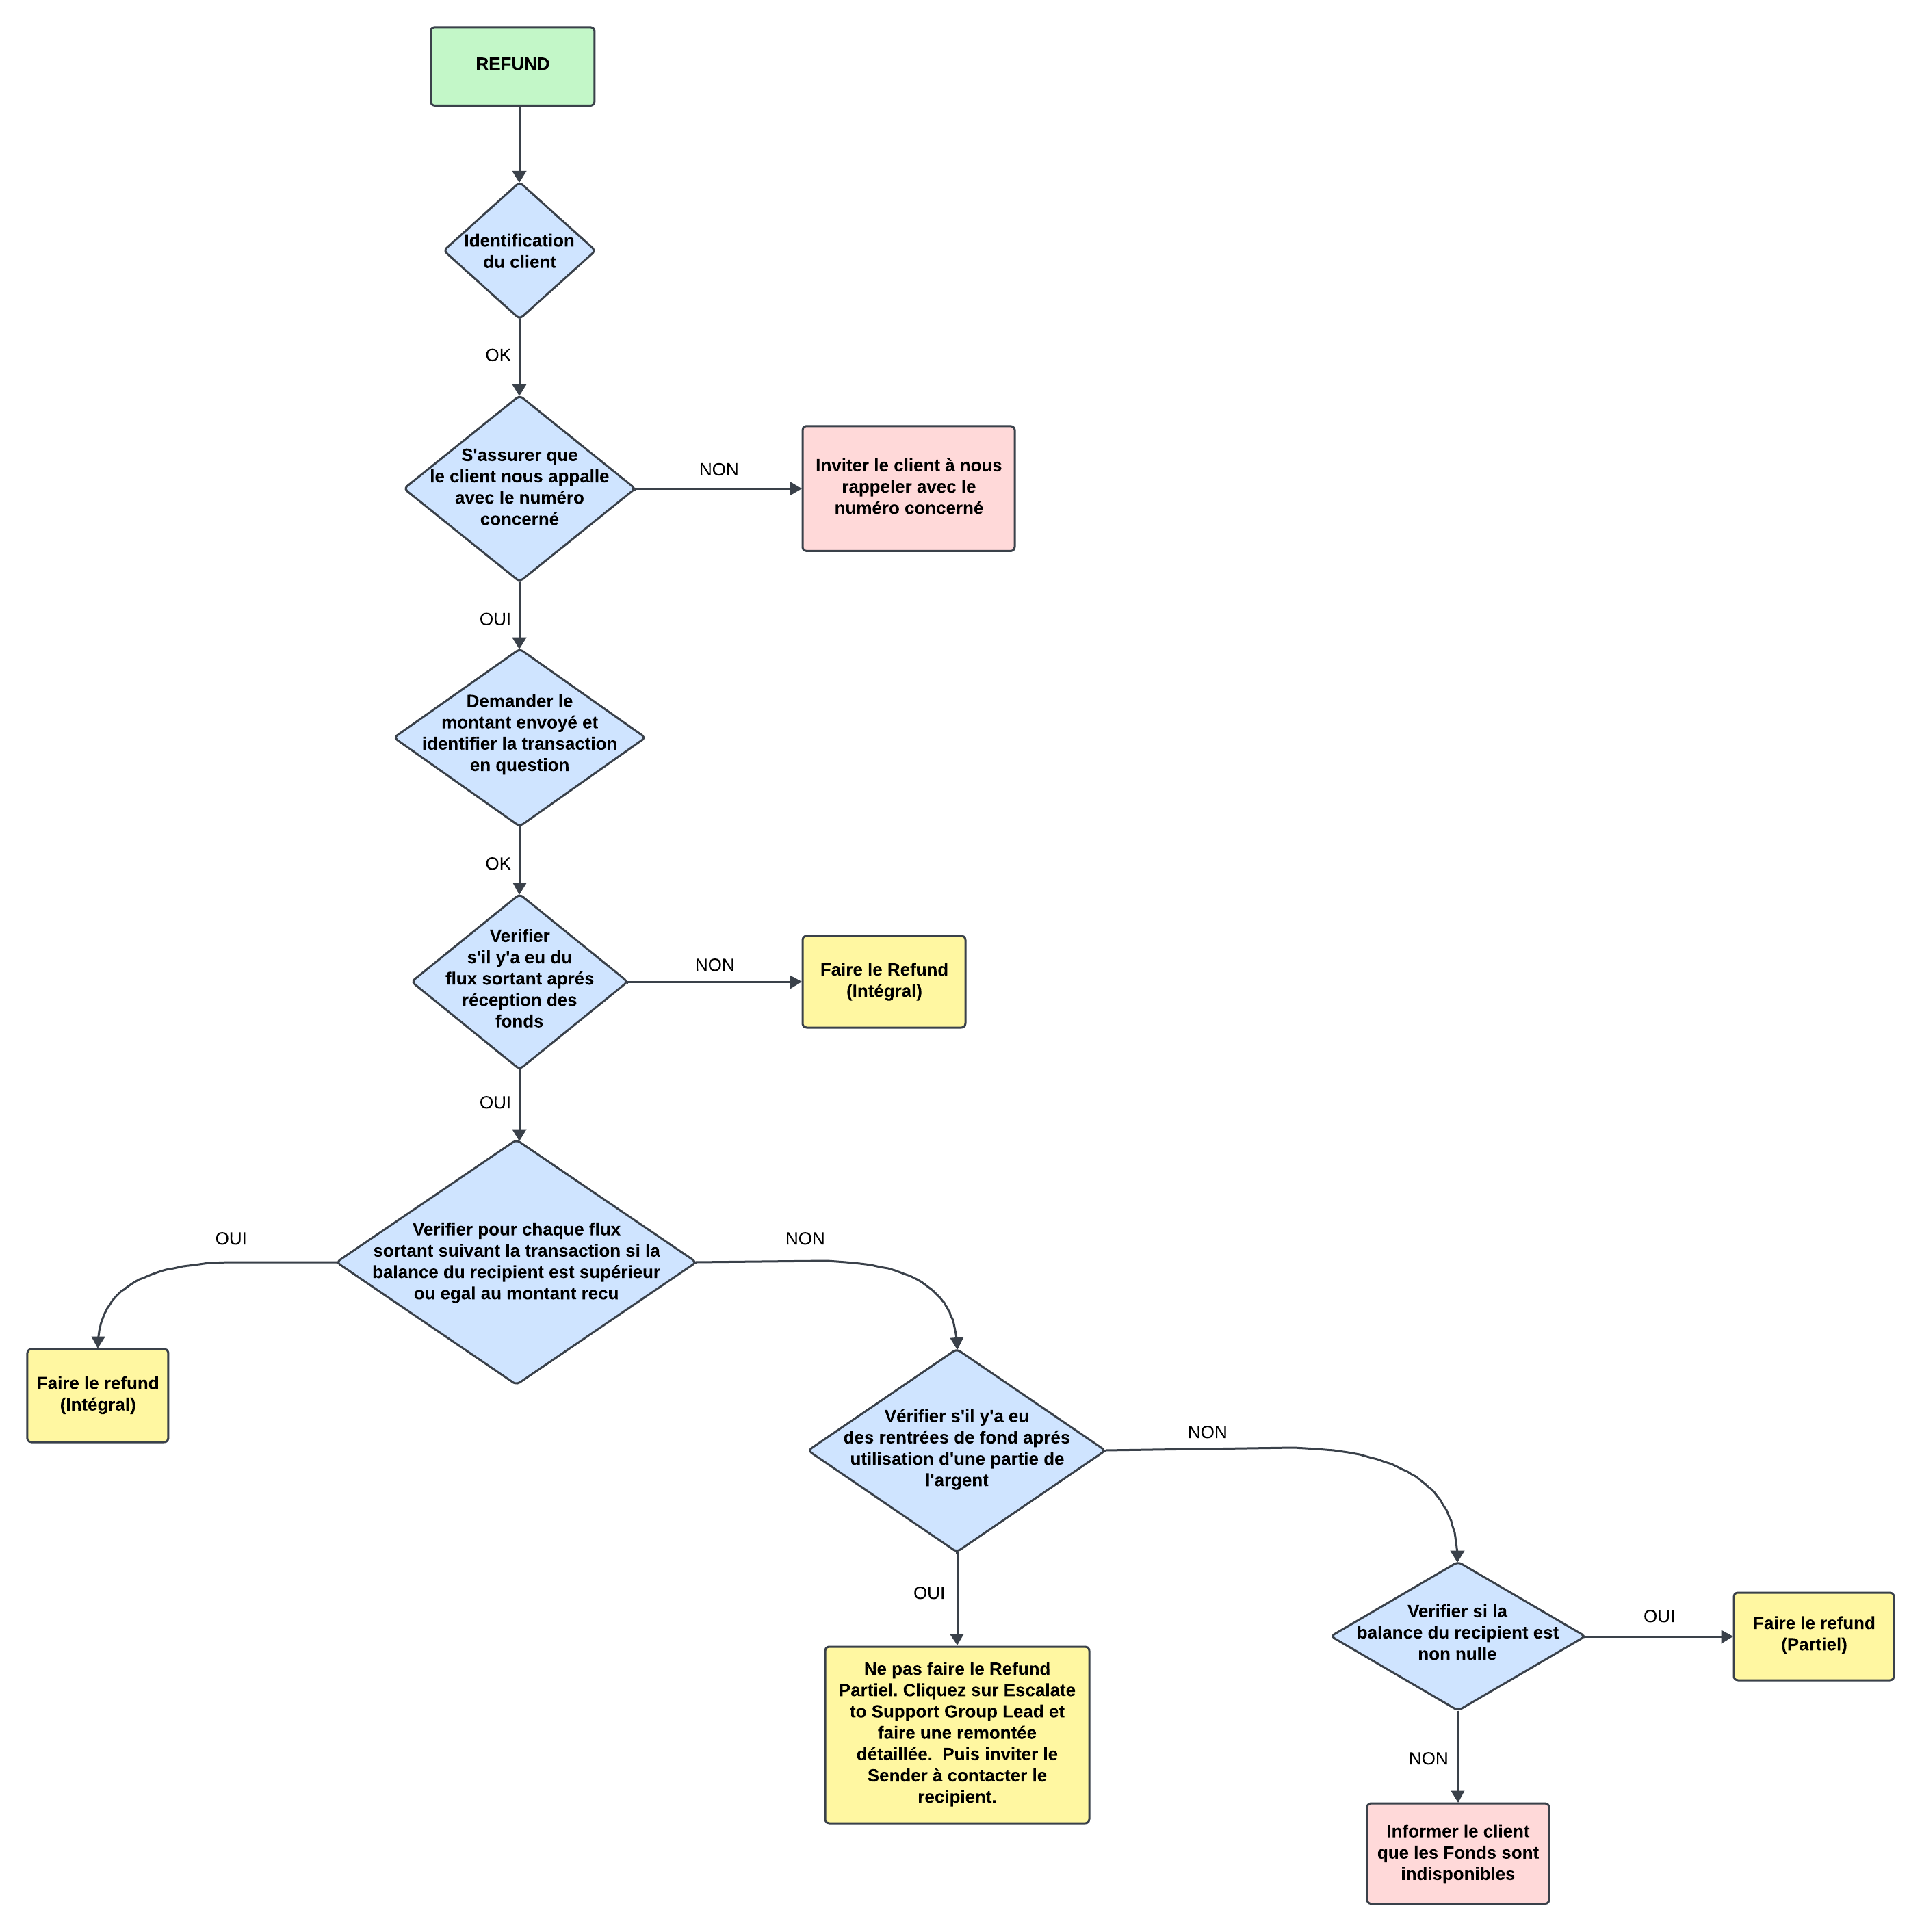 REFUND
Identification
du client
OK
S'assurer que
le client nous appalle
avec le numéro
concerné
NON
Inviter le client à nous
rappeler avec le
numéro concerné
OUI
Demander le
montant envoyé et
identifier la transaction
en question
OK
Verifier
s'il y'a eu du
flux sortant aprés
réception des
fonds
NON
Faire le Refund
(Intégral)
OUI
Verifier pour chaque flux
sortant suivant la transaction si la
balance du recipient est supérieur
ou egal au montant recu
OUI
Faire le refund
(Intégral)
NON
Vérifier s'il y'a eu
des rentrées de fond aprés
utilisation d'une partie de
l'argent
OUI
Ne pas faire le Refund
Partiel. Cliquez sur Escalate
to Support Group Lead et
faire une remontée
détaillée.  Puis inviter le
Sender à contacter le
recipient.
NON
Verifier si la
balance du recipient est
non nulle
OUI
Faire le refund
(Partiel)
NON
Informer le client
que les Fonds sont
indisponibles